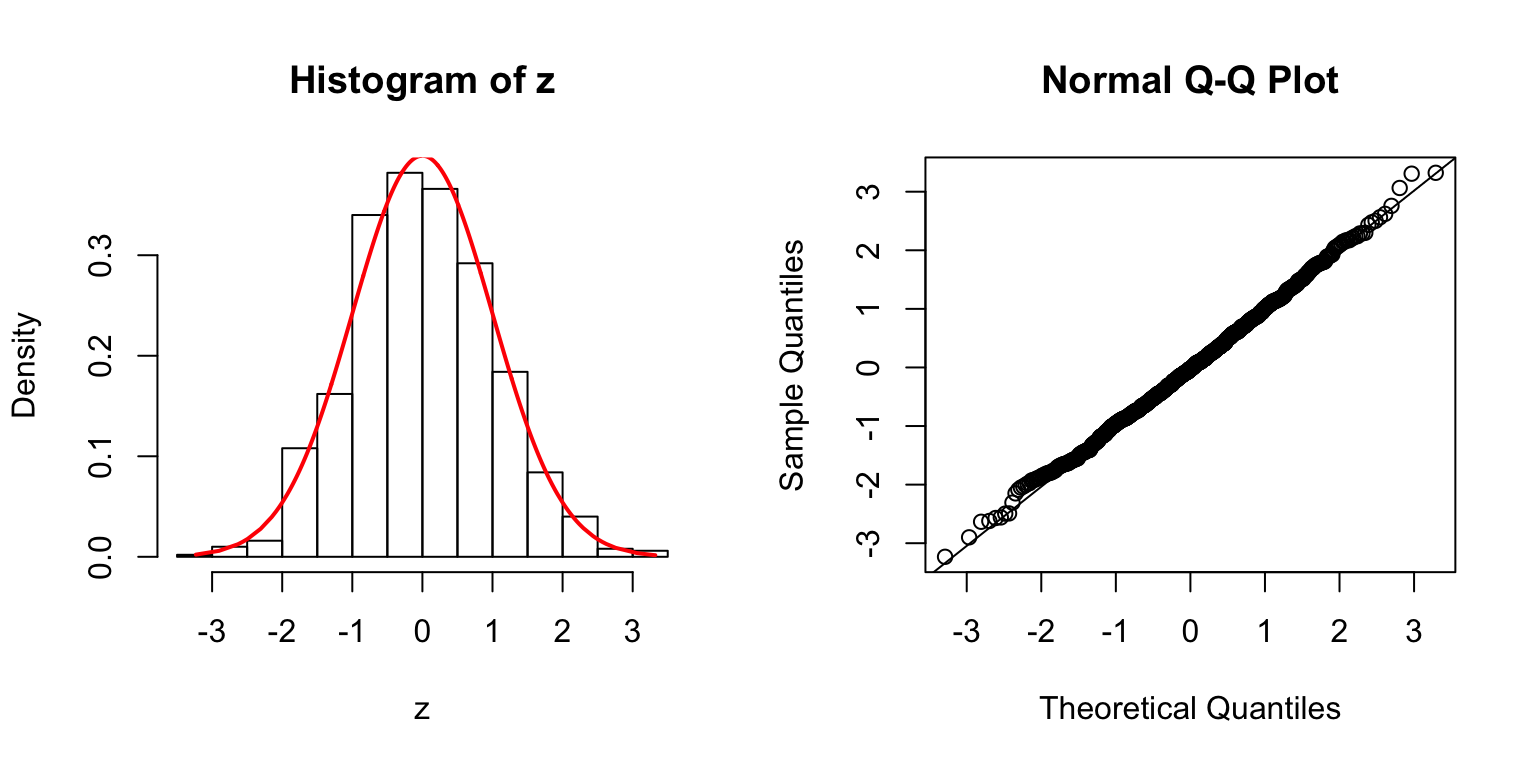 Histogram of z
Density
0.0 0.1 0.2 0.3
-3 -2 -1 0 1 2 3
z
Normal Q-Q Plot
Sample Quantiles
-3 -2 -1 0 1 2 3
-3 -2 -1 0 1 2 3
Theoretical Quantiles